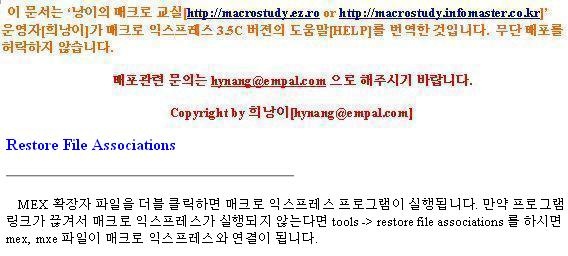 이 문서는 '낭이의 매크로 교실[http://macrostudy.ez.ro or http://macrostudy.infomaster.co.kr]'
운영자[희낭이]가 매크로 익스프레스 3.5C 버젼의 도움말[HELP]를 번역한 것입니다. 무단 배포를
허락하지 않습니다.
배포관련 문의는 hynang@empal.com 으로 해주시기 바랍니다.
Copyright by 희낭이[hynang@empal.com]
Restore File Associations
MEX 확장자 파일을 더블 클릭하면 매크로 익스프레스 프로그램이 실행됩니다. 만약 프로그램
링크가 끊겨서 매크로 익스프레스가 실행되지 않는다면 tools -> restore file associations 를 하시면
mex, mxe 파일이 매크로 익스프레스와 연결이 됩니다.